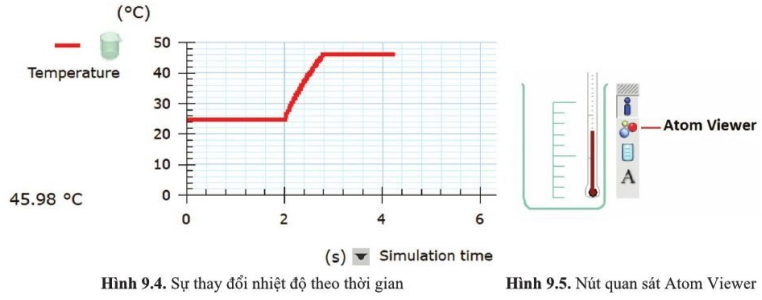 (°C)
Temperature
50
40
30
20
10
0
0 2 4 6
45.98 °C
(s) Simulation time
Hình 9.4. Sự thay đổi nhiệt độ theo thời gian
Atom Viewer
A
Hình 9.5. Nút quan sát Atom Viewer